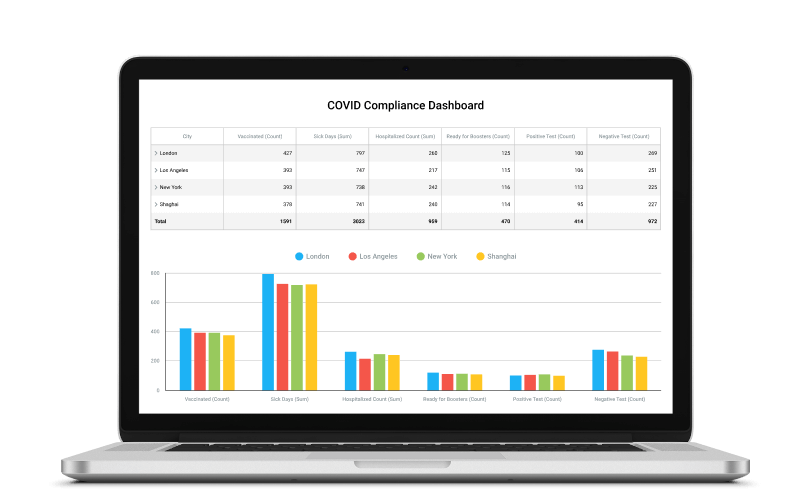 COVID Compliance Dashboard
City Vaccinated (Count) Sick Days (Sum) Hospitalized Count (Sum) Ready for Boosters (Count) Positive Test (Count) Negative Test (Count)
> London 427 797 260 125 100 269
> Los Angeles 393 747 217 115 106 251
> New York 393 738 242 116 113 225
> Shaghai 378 741 240 114 95 227
Total 1591 3023 959 470 414 972
London Los Angeles New York Shanghai
800
600
400
200
0
Vaccinated (Count) Sick Days (Sum) Hospitalized Count (Sum) Ready for Boosters (Count) Positive Test (Count) Negative Test (Count)